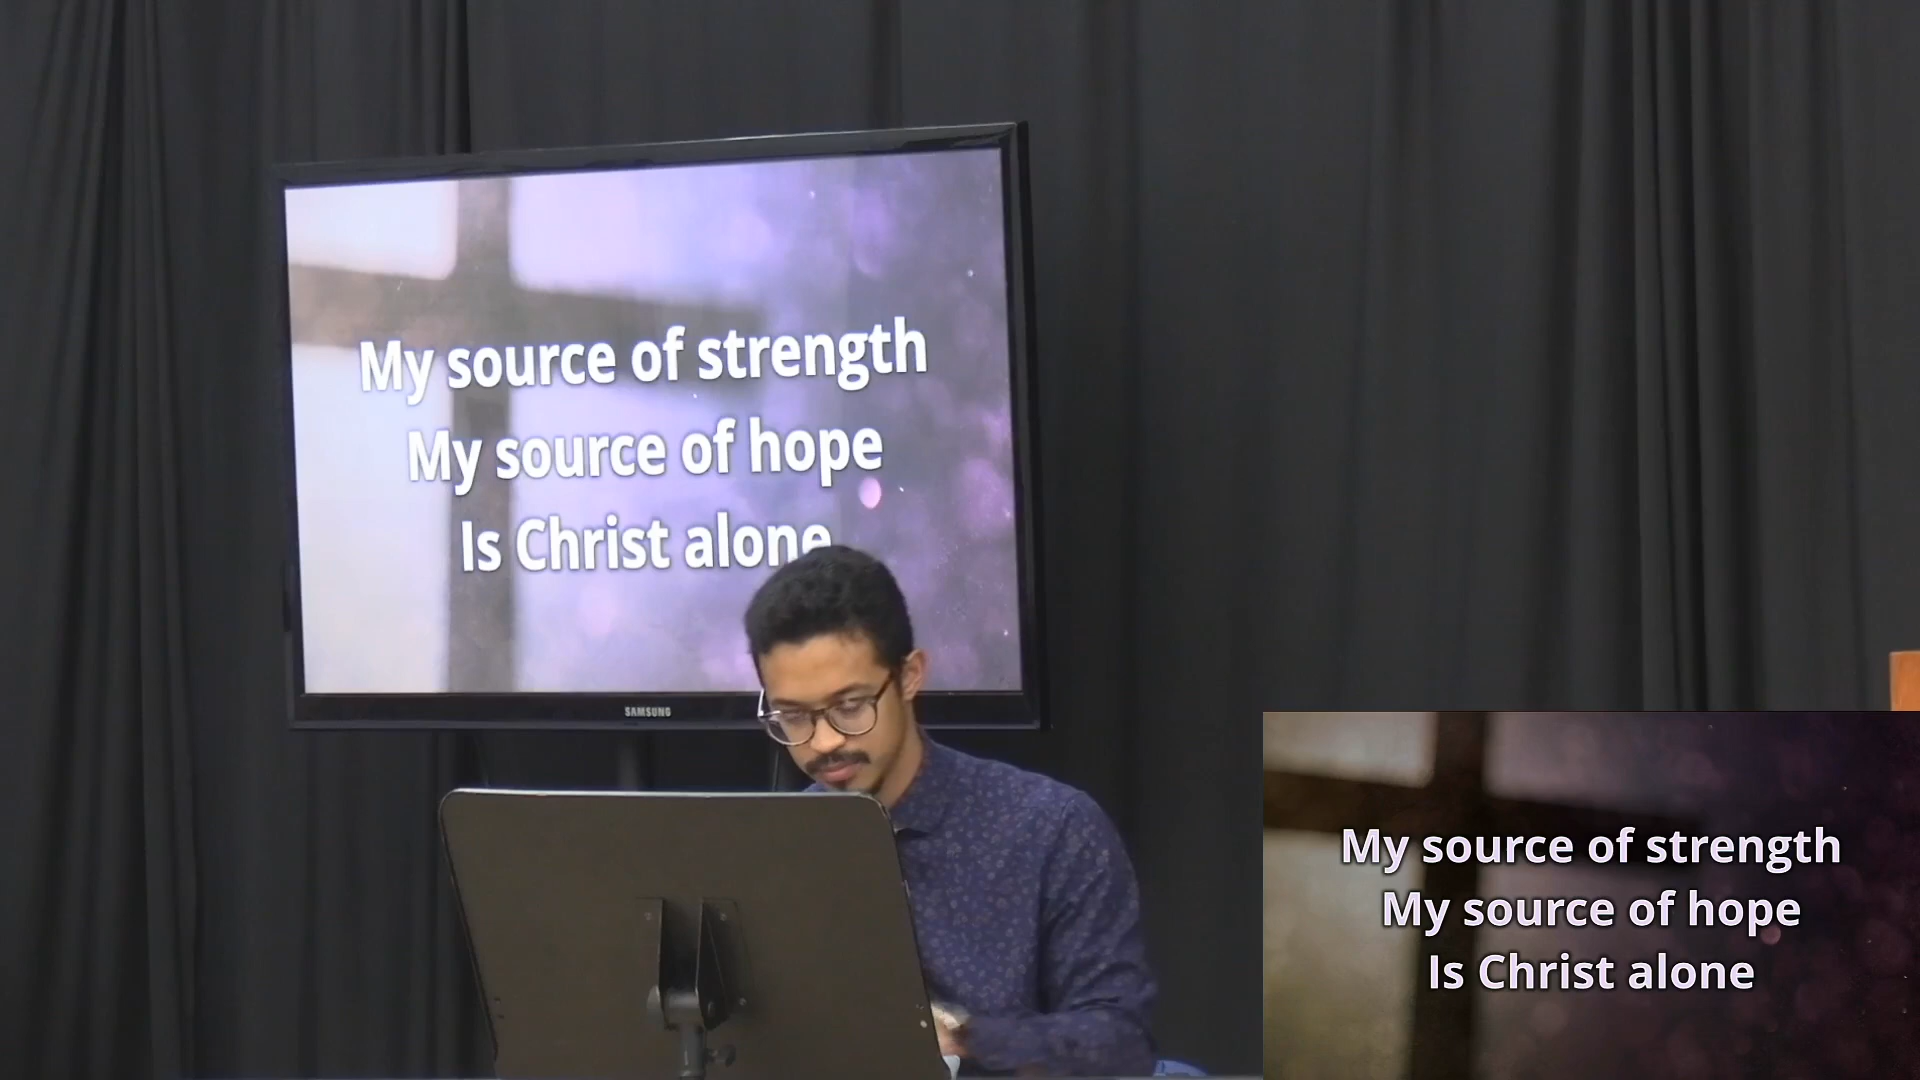 My source of strength
My source of hope
Is Christ alone
SAMSUNG
My source of strength
My source of hope
Is Christ alone